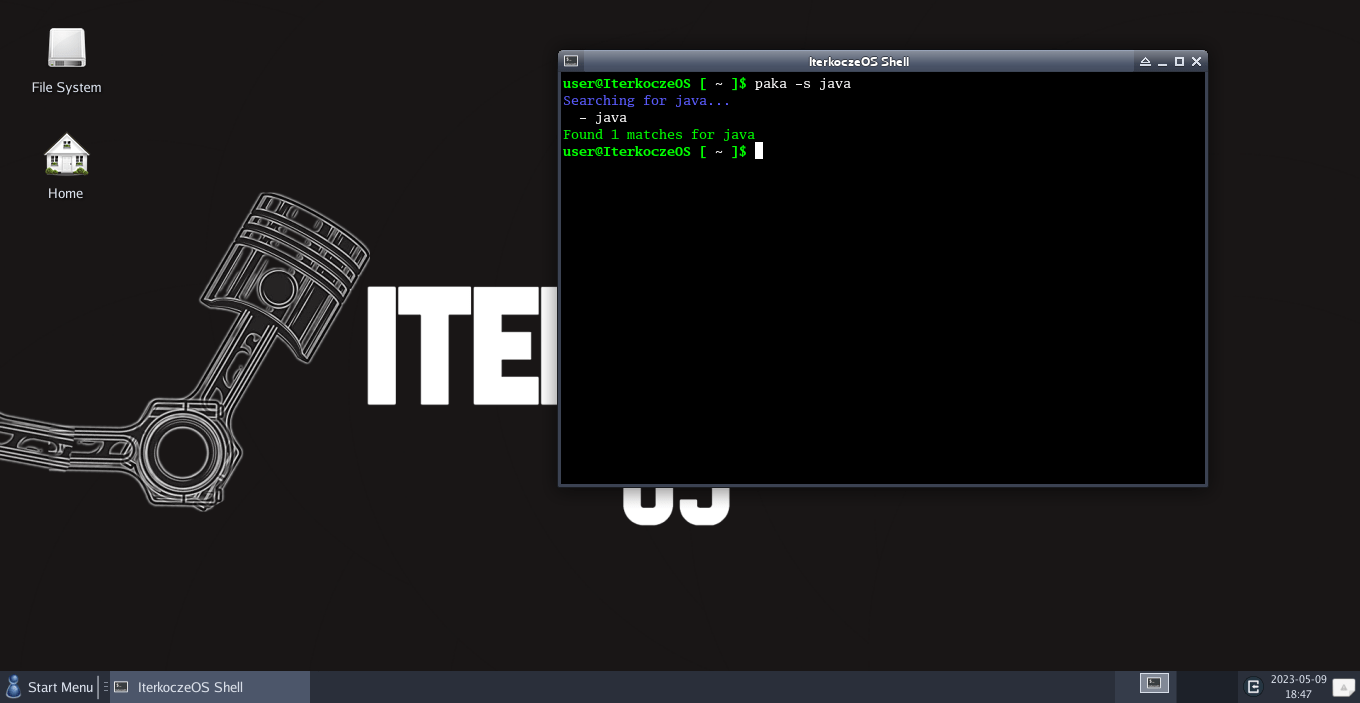 File System
Home
ITE
OS
IterkoczeOS Shell
user@IterkoczeOS [ ~ ]$ paka -s java
Searching for java...
  - java
Found 1 matches for java
user@IterkoczeOS [ ~ ]$
Start Menu
IterkoczeOS Shell
2023-05-09
18:47